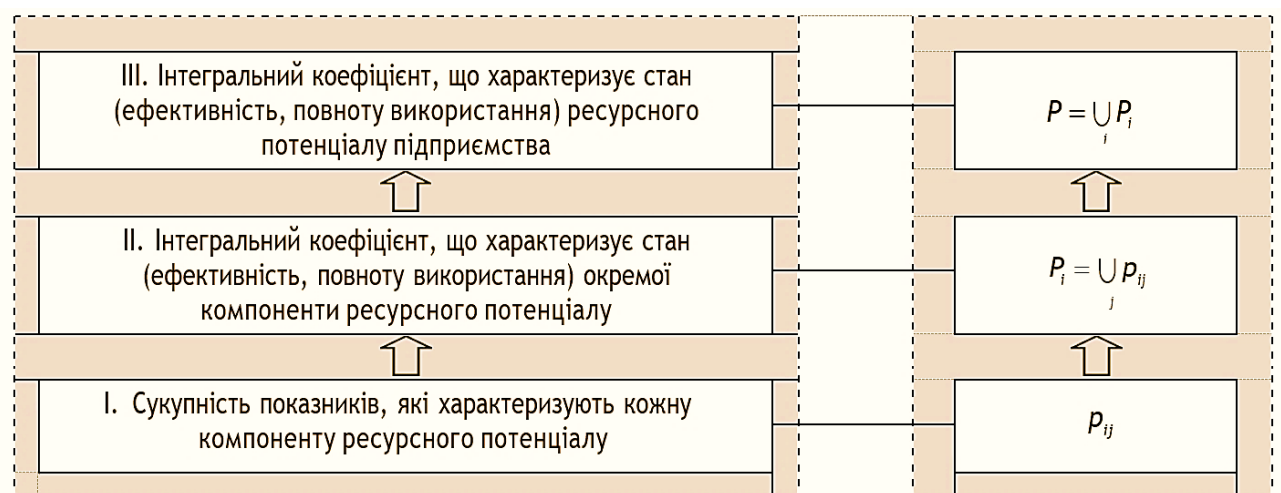 III. Інтегральний коефіцієнт, що характеризує стан
(ефективність, повноту використання) ресурсного
потенціалу підприємства
P = ∪ P_i
i
II. Інтегральний коефіцієнт, що характеризує стан
(ефективність, повноту використання) окремої
компоненти ресурсного потенціалу
P_i = ∪ p_ij
j
I. Сукупність показників, які характеризують кожну
компоненту ресурсного потенціалу
p_ij